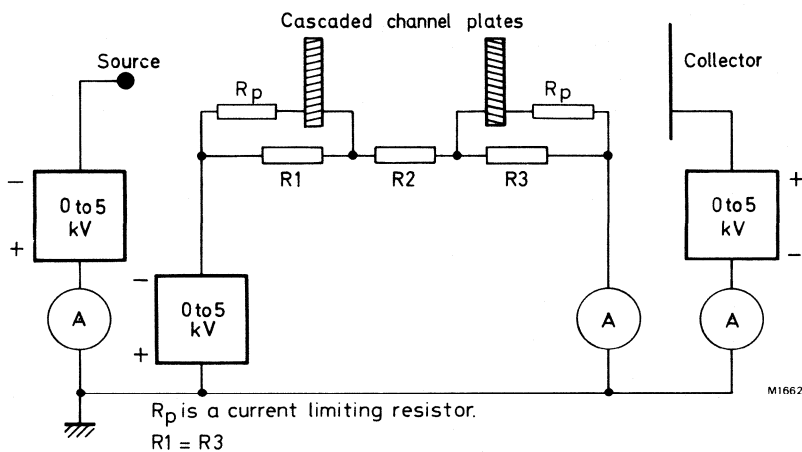 Cascaded channel plates
Source
Collector
Rp
Rp
R1
R2
R3
−
0 to 5
kV
+
+
0 to 5
kV
−
−
0 to 5
kV
+
A
A
A
M1662
Rp is a current limiting resistor.
R1 = R3